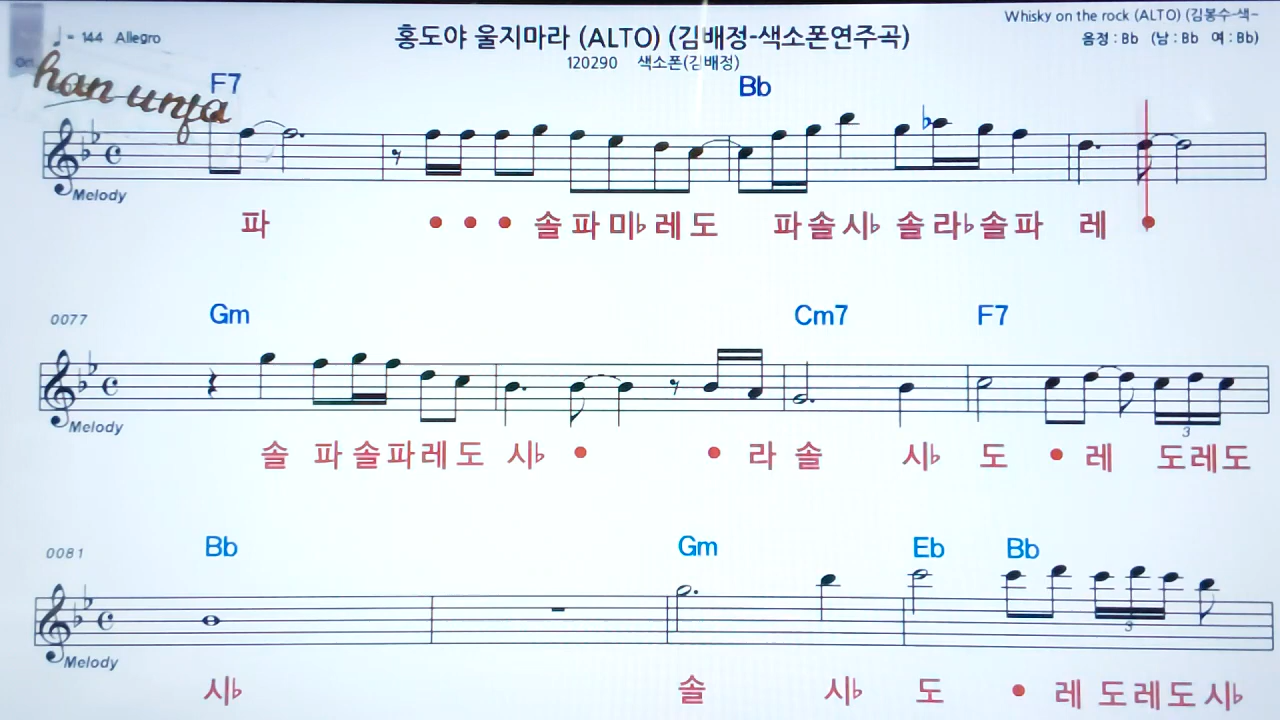 Whisky on the rock (ALTO) (김봉수-색-
♩ = 144 Allegro
홍도야 울지마라 (ALTO) (김배정-색소폰연주곡)
음정 : Bb (남 : Bb 여 : Bb)
120290 색소폰(김배정)
han unja
F7 Bb
Melody
파 • • • 솔 파 미♭ 레 도 파 솔 시♭ 솔 라♭ 솔 파 레 •
0077 Gm Cm7 F7
3
Melody
솔 파 솔 파 레 도 시♭ • • 라 솔 시♭ 도 • 레 도 레 도
0081 Bb Gm Eb Bb
3
Melody
시♭ 솔 시♭ 도 • 레 도 레 도 시♭